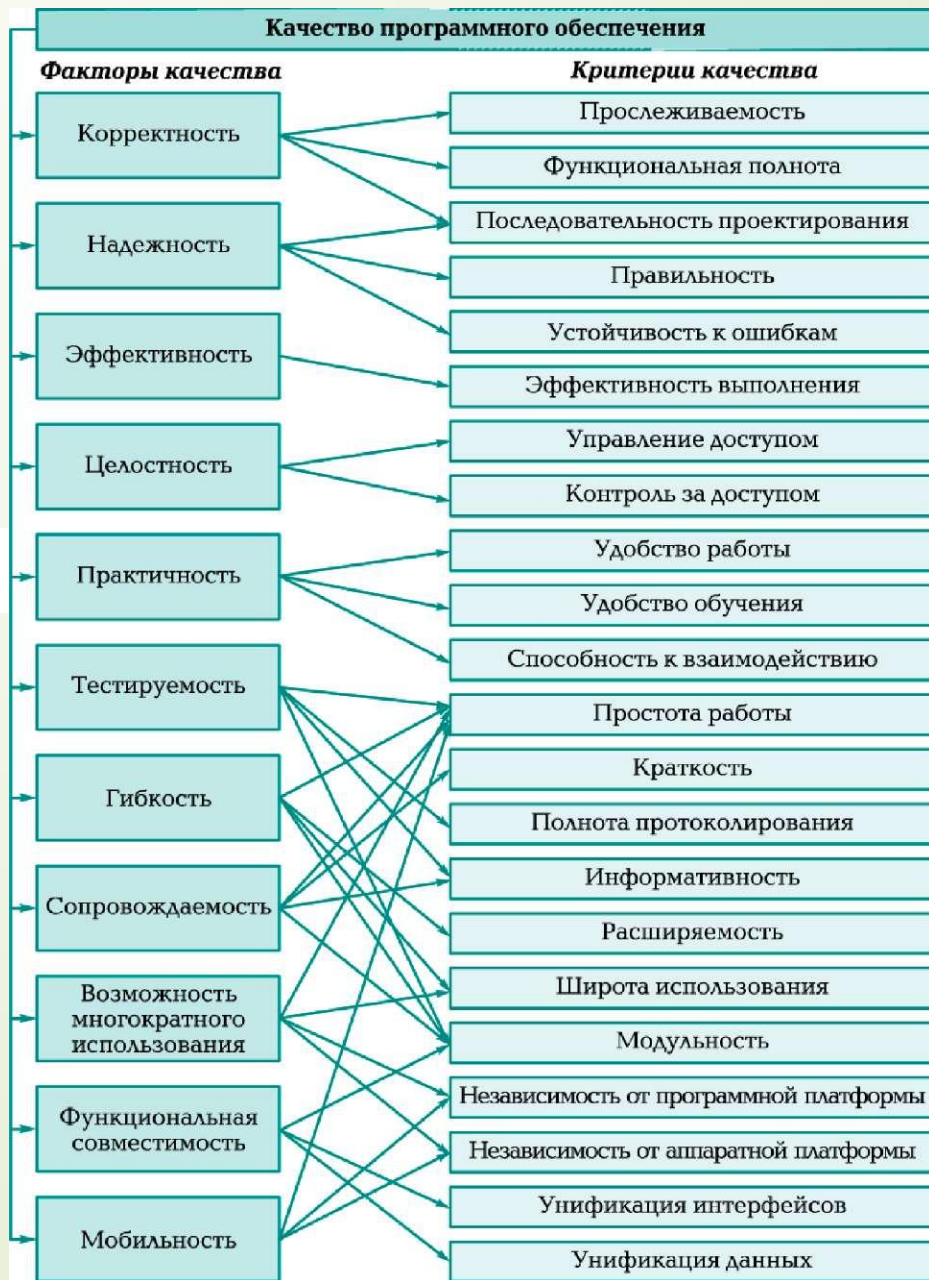 Качество программного обеспечения
Факторы качества
Критерии качества
Корректность
Надежность
Эффективность
Целостность
Практичность
Тестируемость
Гибкость
Сопровождаемость
Возможность
многократного
использования
Функциональная
совместимость
Мобильность
Прослеживаемость
Функциональная полнота
Последовательность проектирования
Правильность
Устойчивость к ошибкам
Эффективность выполнения
Управление доступом
Контроль за доступом
Удобство работы
Удобство обучения
Способность к взаимодействию
Простота работы
Краткость
Полнота протоколирования
Информативность
Расширяемость
Широта использования
Модульность
Независимость от программной платформы
Независимость от аппаратной платформы
Унификация интерфейсов
Унификация данных